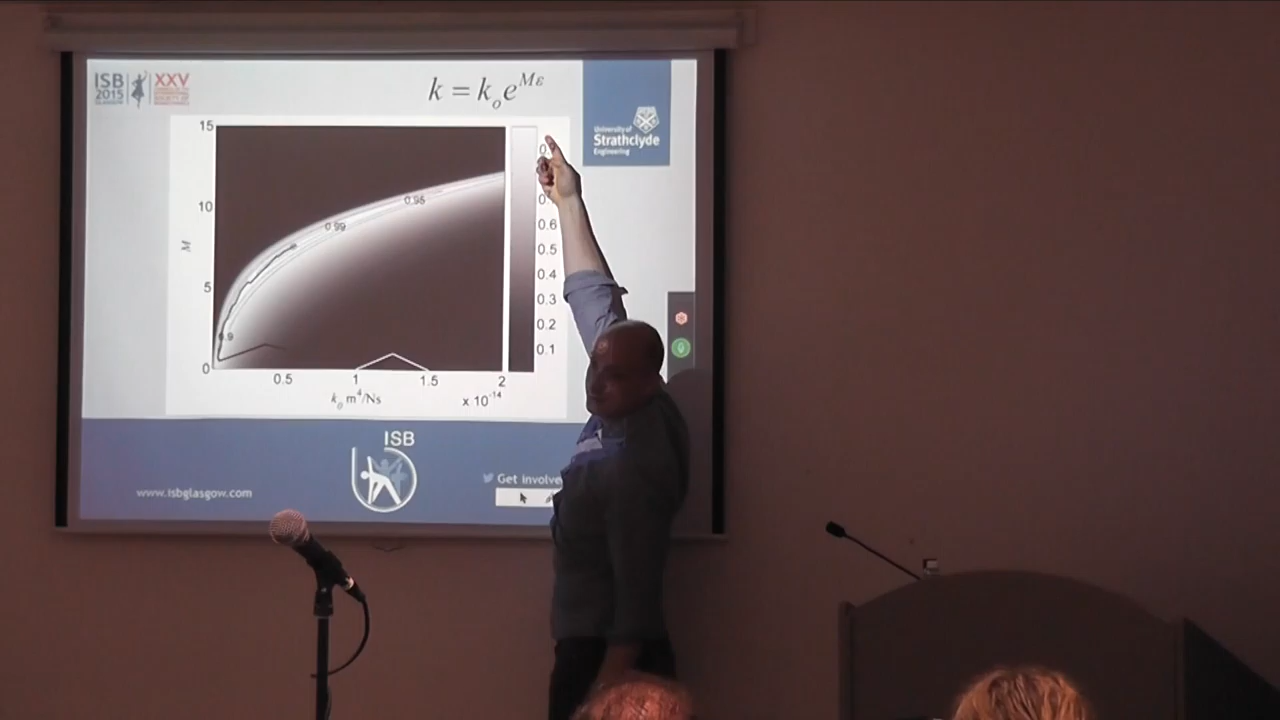 ISB
2015
XXV
k = kₒe^{Mε}
University of
Strathclyde
Engineering
15
10
5
0
M
0.95
0.99
0.9
0.6
0.5
0.4
0.3
0.2
0.1
0.5
1
1.5
2
kₒ m⁴/Ns
x 10⁻¹⁴
ISB
www.isbglasgow.com
Get involve